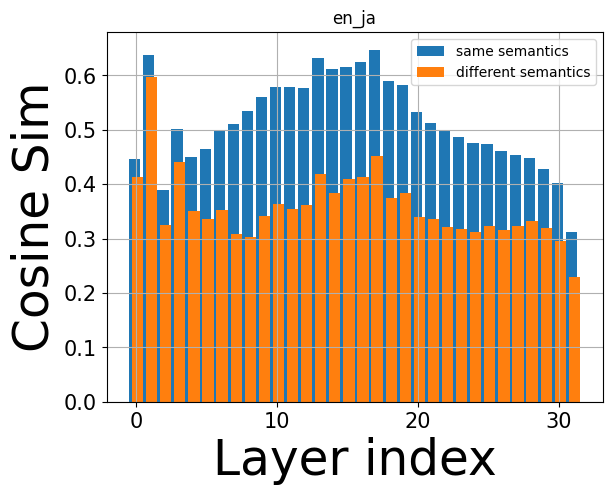 en_ja
same semantics
different semantics
Cosine Sim
0.6
0.5
0.4
0.3
0.2
0.1
0.0
0
10
20
30
Layer index